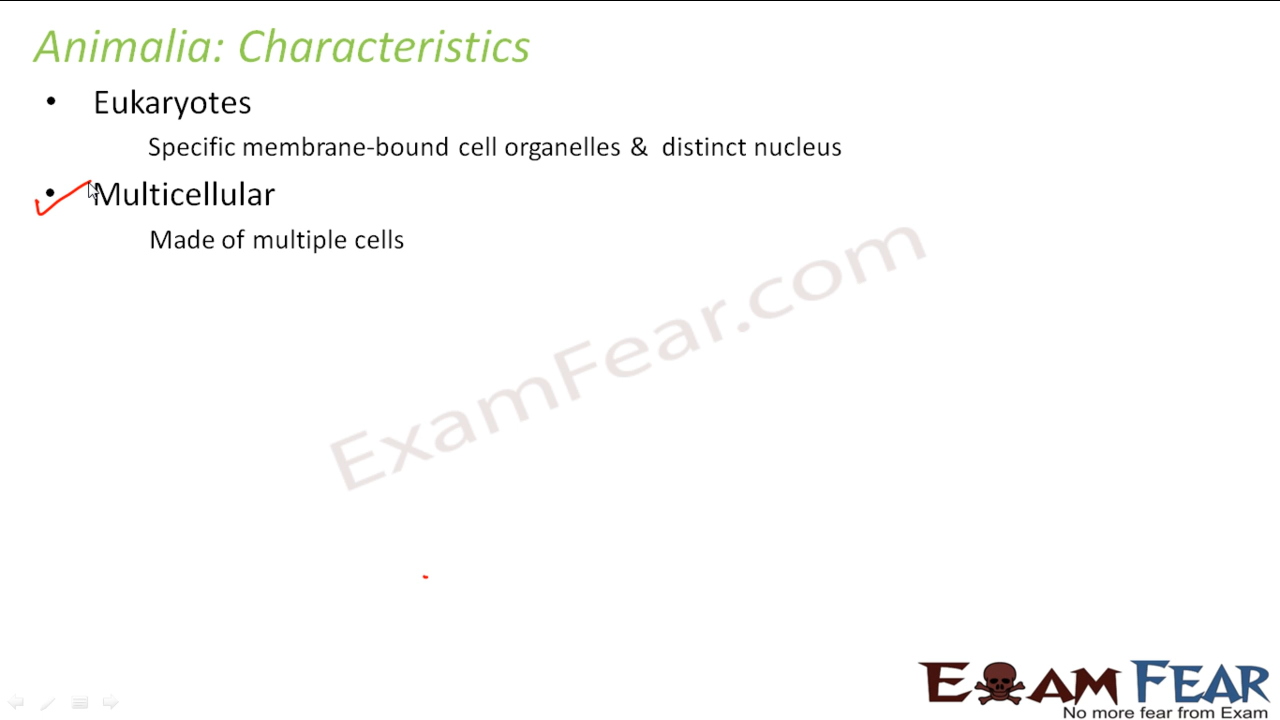 Animalia: Characteristics
• Eukaryotes
Specific membrane-bound cell organelles & distinct nucleus
• Multicellular
Made of multiple cells
ExamFear.com
EXAM FEAR
No more fear from Exam